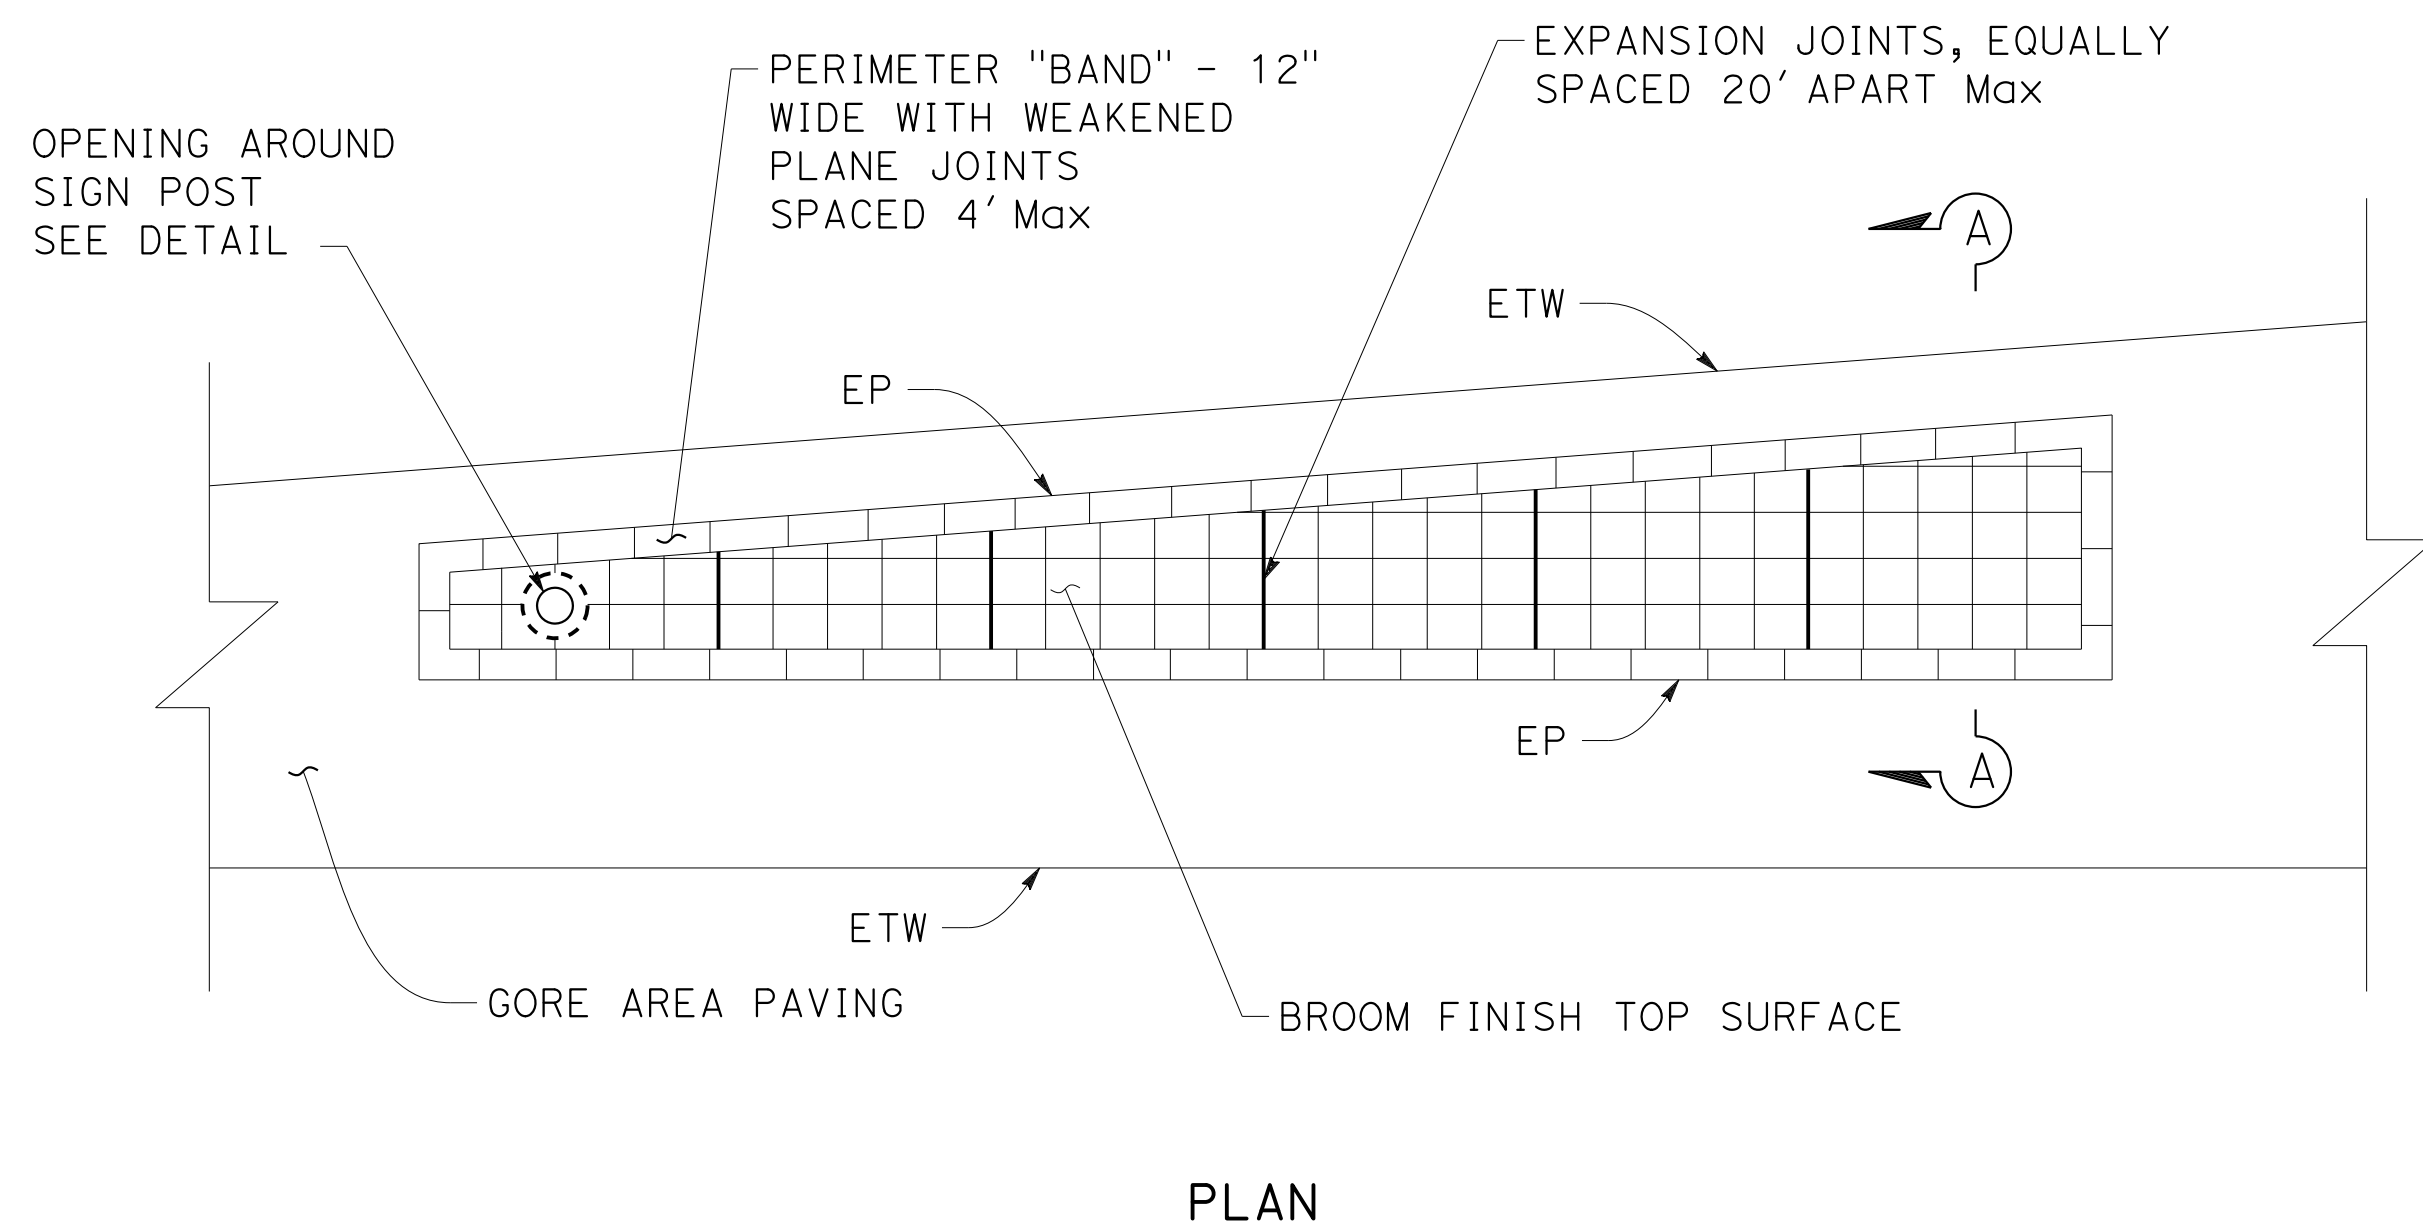 EXPANSION JOINTS, EQUALLY
SPACED 20' APART Max
PERIMETER "BAND" - 12"
WIDE WITH WEAKENED
PLANE JOINTS
SPACED 4' Max
OPENING AROUND
SIGN POST
SEE DETAIL
A
ETW
EP
EP
A
ETW
GORE AREA PAVING
BROOM FINISH TOP SURFACE
PLAN